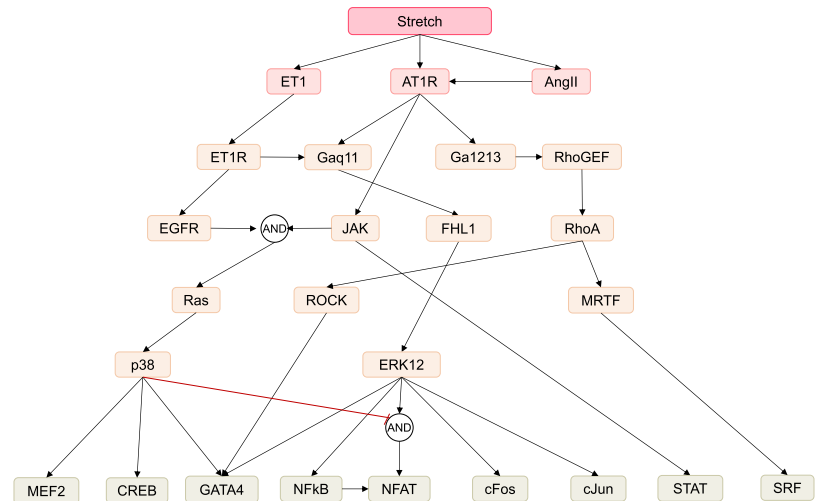 Stretch
ET1
AT1R
AngII
ET1R
Gaq11
Ga1213
RhoGEF
EGFR
AND
JAK
FHL1
RhoA
Ras
ROCK
MRTF
p38
ERK12
AND
MEF2
CREB
GATA4
NFkB
NFAT
cFos
cJun
STAT
SRF